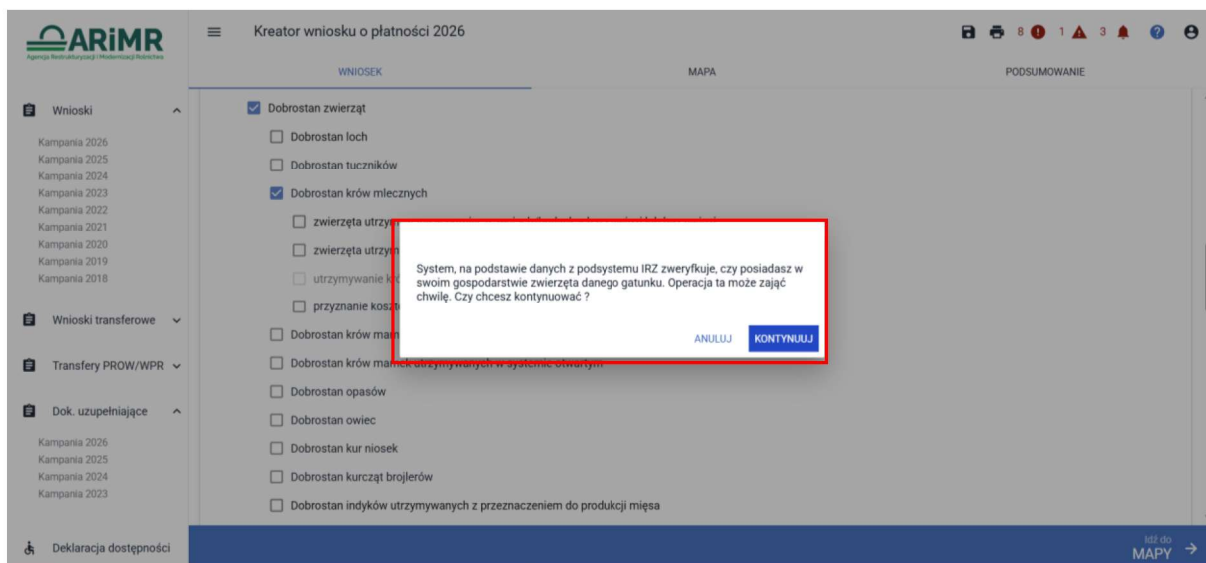 ARiMR
Agencja Restrukturyzacji i Modernizacji Rolnictwa
Kreator wniosku o płatności 2026
8
1
3
WNIOSEK
MAPA
PODSUMOWANIE
Wnioski
Kampania 2026
Kampania 2025
Kampania 2024
Kampania 2023
Kampania 2022
Kampania 2021
Kampania 2020
Kampania 2019
Kampania 2018
Wnioski transferowe
Transfery PROW/WPR
Dok. uzupełniające
Kampania 2026
Kampania 2025
Kampania 2024
Kampania 2023
Deklaracja dostępności
Dobrostan zwierząt
Dobrostan loch
Dobrostan tuczników
Dobrostan krów mlecznych
zwierzęta
zwierzęta
utrzymywanie
przyznanie
Dobrostan krów
Dobrostan krów mamek utrzymywanych w systemie otwartym
Dobrostan opasów
Dobrostan owiec
Dobrostan kur niosek
Dobrostan kurcząt brojlerów
Dobrostan indyków utrzymywanych z przeznaczeniem do produkcji mięsa
System, na podstawie danych z podsystemu IRZ zweryfkuje, czy posiadasz w
swoim gospodarstwie zwierzęta danego gatunku. Operacja ta może zająć
chwilę. Czy chcesz kontynuować ?
ANULUJ
KONTYNUUJ
Idź do
MAPY